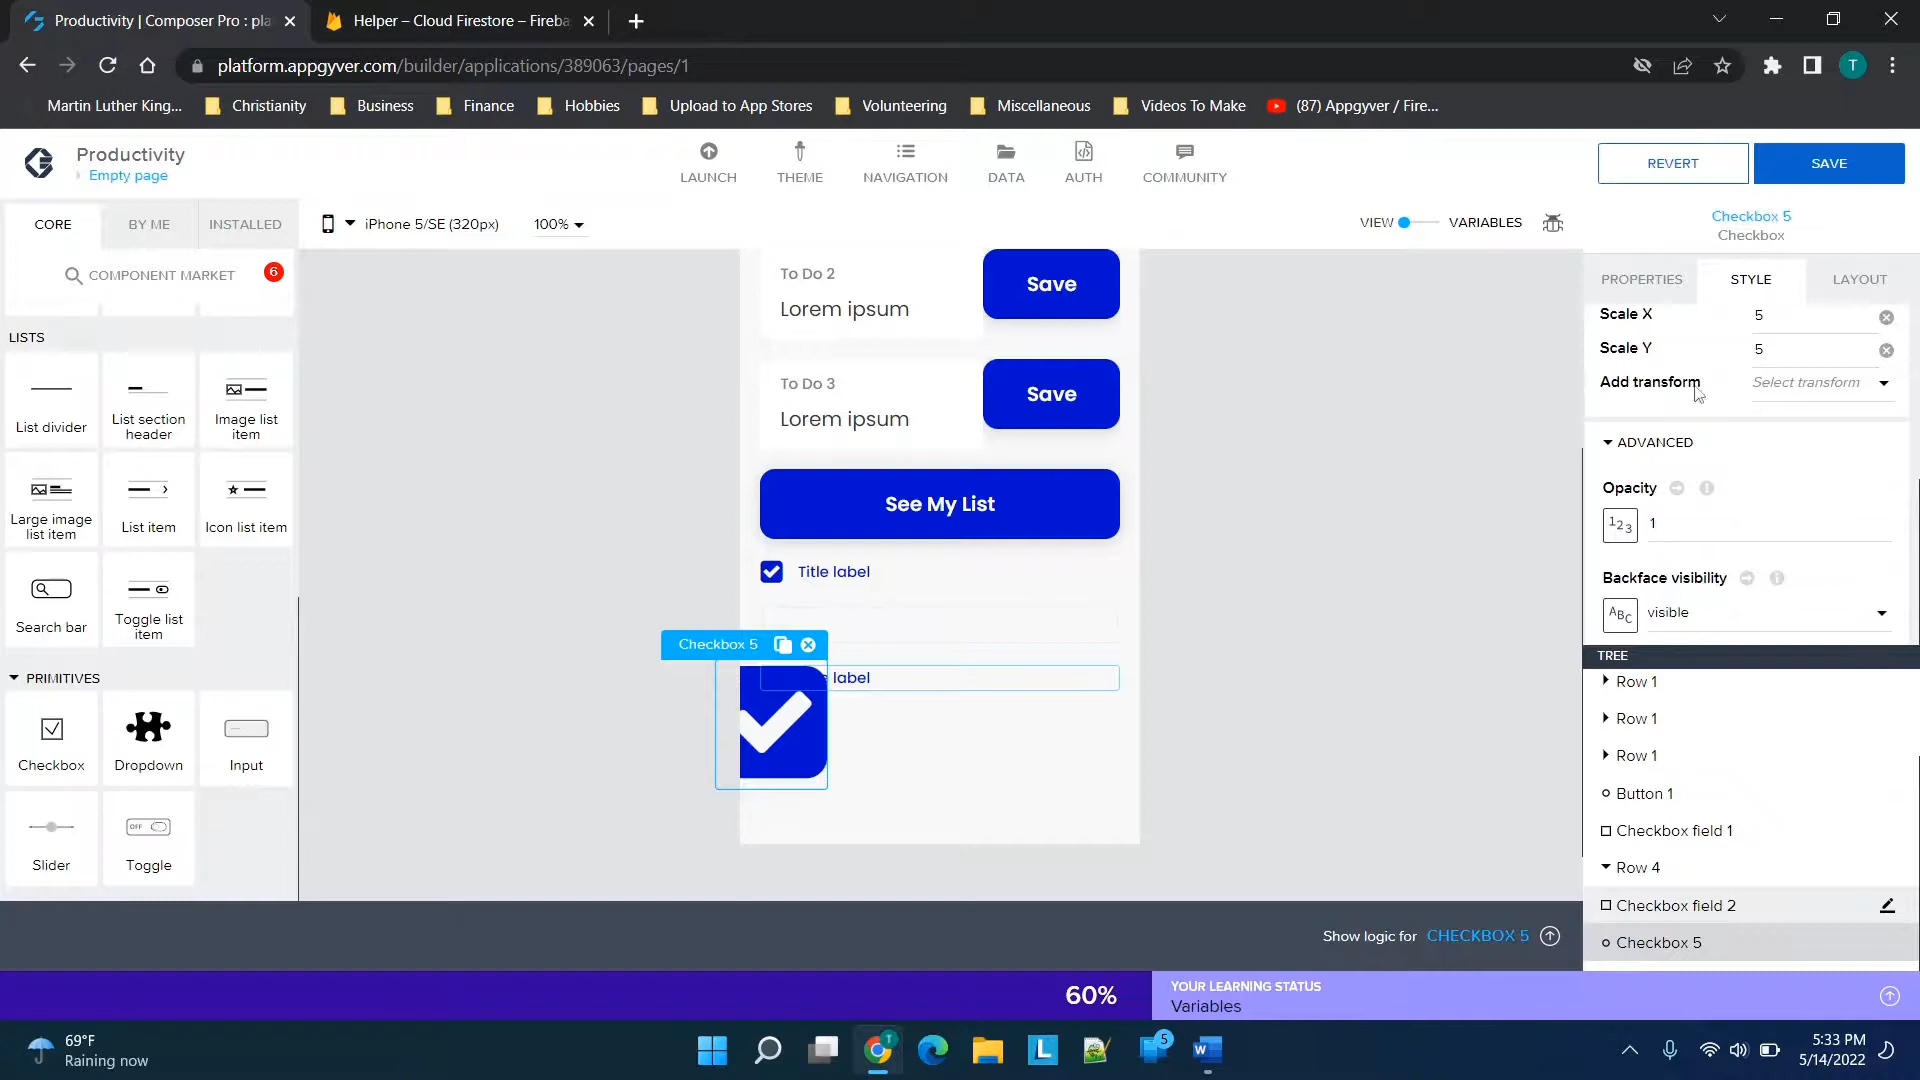 Productivity | Composer Pro : pla
Helper – Cloud Firestore – Fireba
platform.appgyver.com/builder/applications/389063/pages/1
T
Martin Luther King...
Christianity
Business
Finance
Hobbies
Upload to App Stores
Volunteering
Miscellaneous
Videos To Make
(87) Appgyver / Fire...
Productivity
Empty page
LAUNCH
THEME
NAVIGATION
DATA
AUTH
COMMUNITY
REVERT
SAVE
CORE
BY ME
INSTALLED
iPhone 5/SE (320px)
100%
VIEW
VARIABLES
Checkbox 5
Checkbox
COMPONENT MARKET
6
PROPERTIES
STYLE
LAYOUT
LISTS
List divider
List section header
Image list item
Large image list item
List item
Icon list item
Search bar
Toggle list item
PRIMITIVES
Checkbox
Dropdown
Input
Slider
OFF
Toggle
To Do 2
Lorem ipsum
Save
To Do 3
Lorem ipsum
Save
See My List
Title label
Checkbox 5
label
Scale X
5
Scale Y
5
Add transform
Select transform
ADVANCED
Opacity
123
1
Backface visibility
ABC
visible
TREE
Row 1
Row 1
Row 1
Button 1
Checkbox field 1
Row 4
Checkbox field 2
Checkbox 5
Show logic for CHECKBOX 5
60%
YOUR LEARNING STATUS
Variables
69°F
Raining now
T
L
5
W
5:33 PM
5/14/2022